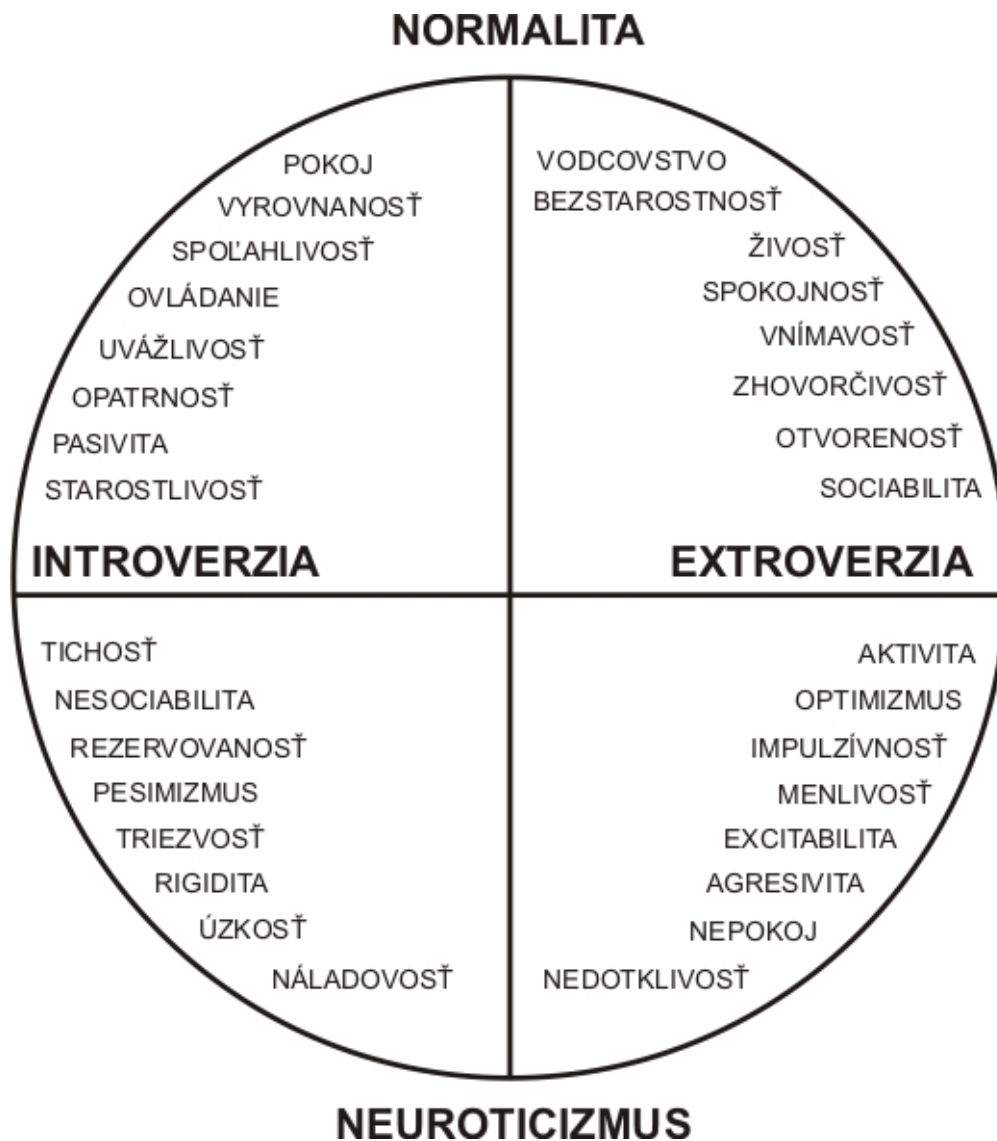 NORMALITA
POKOJ
VYROVNANOSŤ
SPOĽAHLIVOSŤ
OVLÁDANIE
UVÁŽLIVOSŤ
OPATRNOSŤ
PASIVITA
STAROSTLIVOSŤ
VODCOVSTVO
BEZSTAROSTNOSŤ
ŽIVOSŤ
SPOKOJNOSŤ
VNÍMAVOSŤ
ZHOVORČIVOSŤ
OTVORENOSŤ
SOCIABILITA
INTROVERZIA
EXTROVERZIA
TICHOSŤ
NESOCIABILITA
REZERVOVANOSŤ
PESIMIZMUS
TRIEZVOSŤ
RIGIDITA
ÚZKOSŤ
NÁLADOVOSŤ
AKTIVITA
OPTIMIZMUS
IMPULZÍVNOSŤ
MENLIVOSŤ
EXCITABILITA
AGRESIVITA
NEPOKOJ
NEDOTKLIVOSŤ
NEUROTICIZMUS